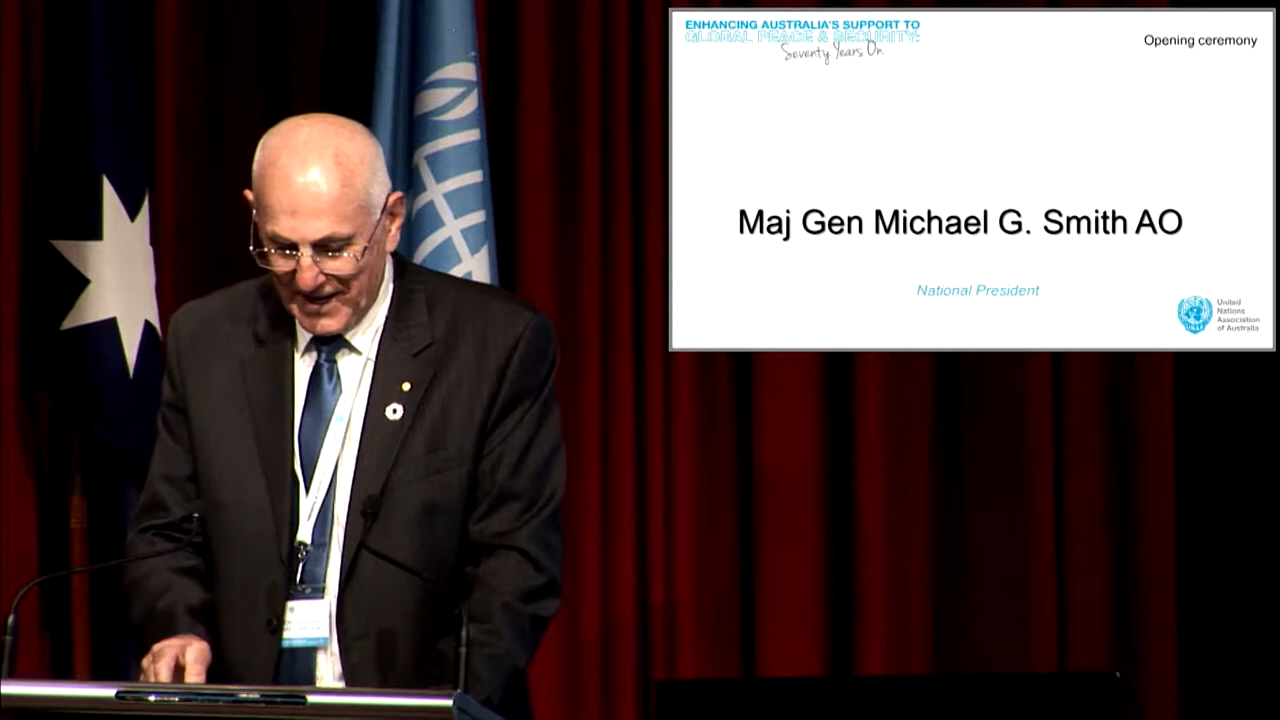 ENHANCING AUSTRALIA'S SUPPORT TO
GLOBAL PEACE & SECURITY:
Seventy Years On
Opening ceremony
Maj Gen Michael G. Smith AO
National President
United
Nations
Association
of Australia